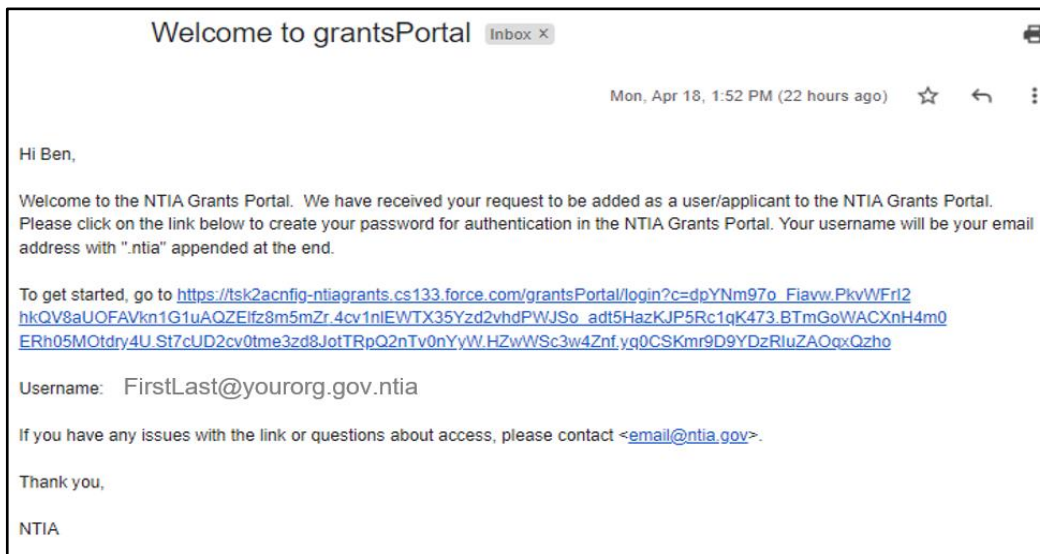 Welcome to grantsPortal Inbox ×
Mon, Apr 18, 1:52 PM (22 hours ago)
Hi Ben,
Welcome to the NTIA Grants Portal. We have received your request to be added as a user/applicant to the NTIA Grants Portal.
Please click on the link below to create your password for authentication in the NTIA Grants Portal. Your username will be your email
address with ".ntia" appended at the end.
To get started, go to https://tsk2acnfig-ntiagrants.cs133.force.com/grantsPortal/login?c=dpYNm97o_Fiavw.PkvWFrI2
hkQV8aUOFAVkn1G1uAQZElfz8m5mZr.4cv1nlEWTX35Yzd2vhdPWJSo_adt5HazKJP5Rc1qK473.BTmGoWACXnH4m0
ERh05MOtdry4U.St7cUD2cv0tme3zd8JotTRpQ2nTv0nYyW.HZwWSc3w4Znf.yq0CSKmr9D9YDzRIuZAOqxQzho
Username: FirstLast@yourorg.gov.ntia
If you have any issues with the link or questions about access, please contact <email@ntia.gov>.
Thank you,
NTIA